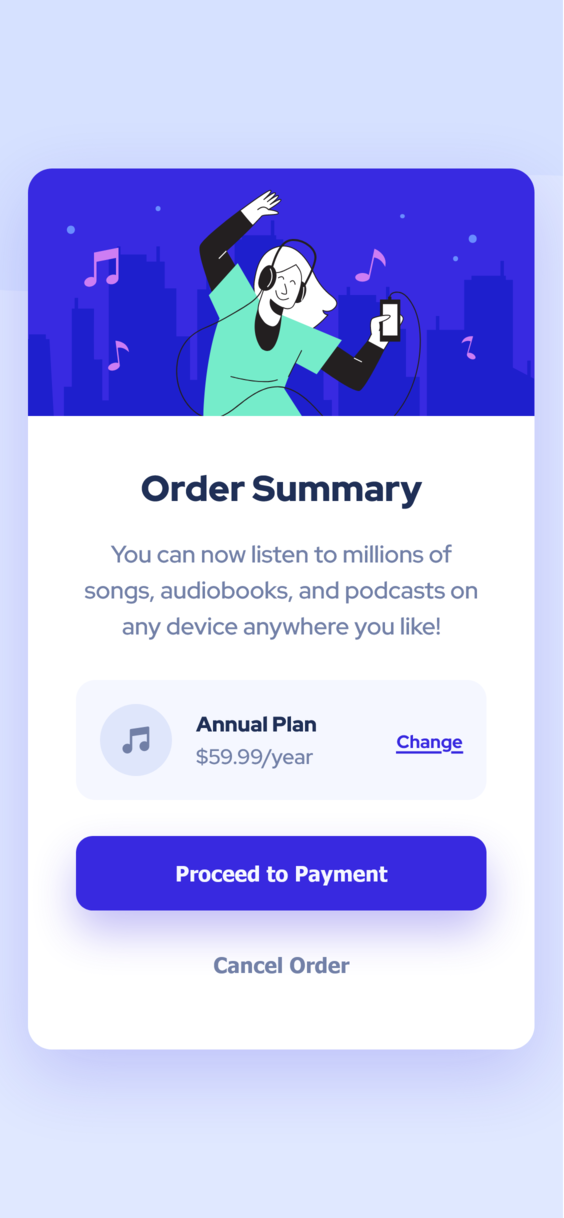 Order Summary
You can now listen to millions of
songs, audiobooks, and podcasts on
any device anywhere you like!
Annual Plan
$59.99/year
Change
Proceed to Payment
Cancel Order